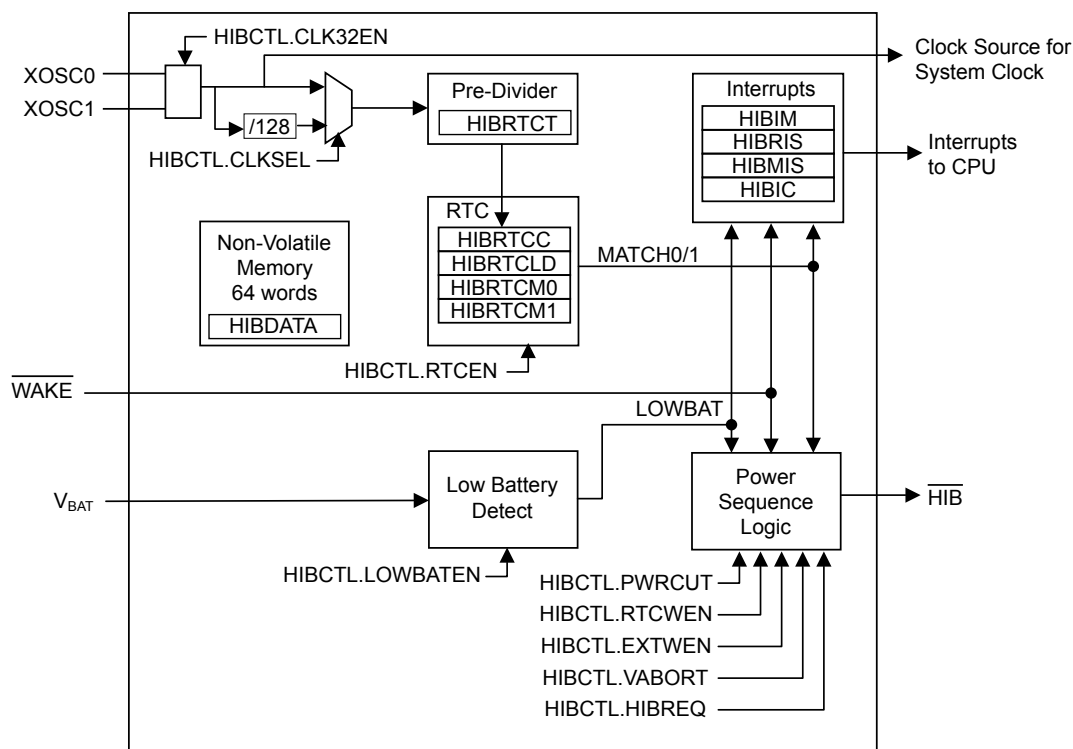 HIBCTL.CLK32EN
XOSC0
XOSC1
/128
HIBCTL.CLKSEL
Pre-Divider
HIBRTCT
Clock Source for
System Clock
Interrupts
HIBIM
HIBRIS
HIBMIS
HIBIC
Interrupts
to CPU
RTC
HIBRTCC
HIBRTCLD
HIBRTCM0
HIBRTCM1
MATCH0/1
Non-Volatile
Memory
64 words
HIBDATA
HIBCTL.RTCEN
WAKE
LOWBAT
VBAT
Low Battery
Detect
Power
Sequence
Logic
HIB
HIBCTL.LOWBATEN
HIBCTL.PWRCUT
HIBCTL.RTCWEN
HIBCTL.EXTWEN
HIBCTL.VABORT
HIBCTL.HIBREQ